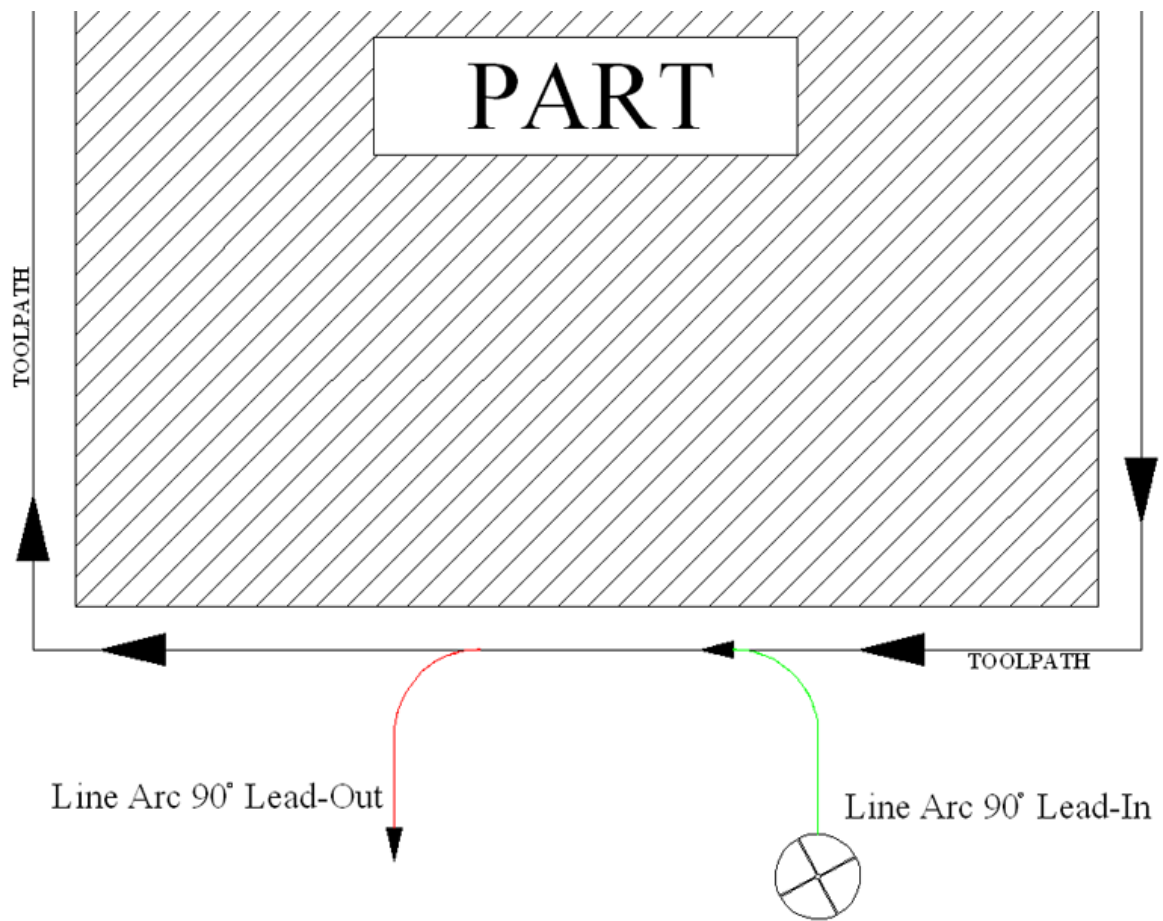 PART
TOOLPATH
TOOLPATH
Line Arc 90° Lead-Out
Line Arc 90° Lead-In